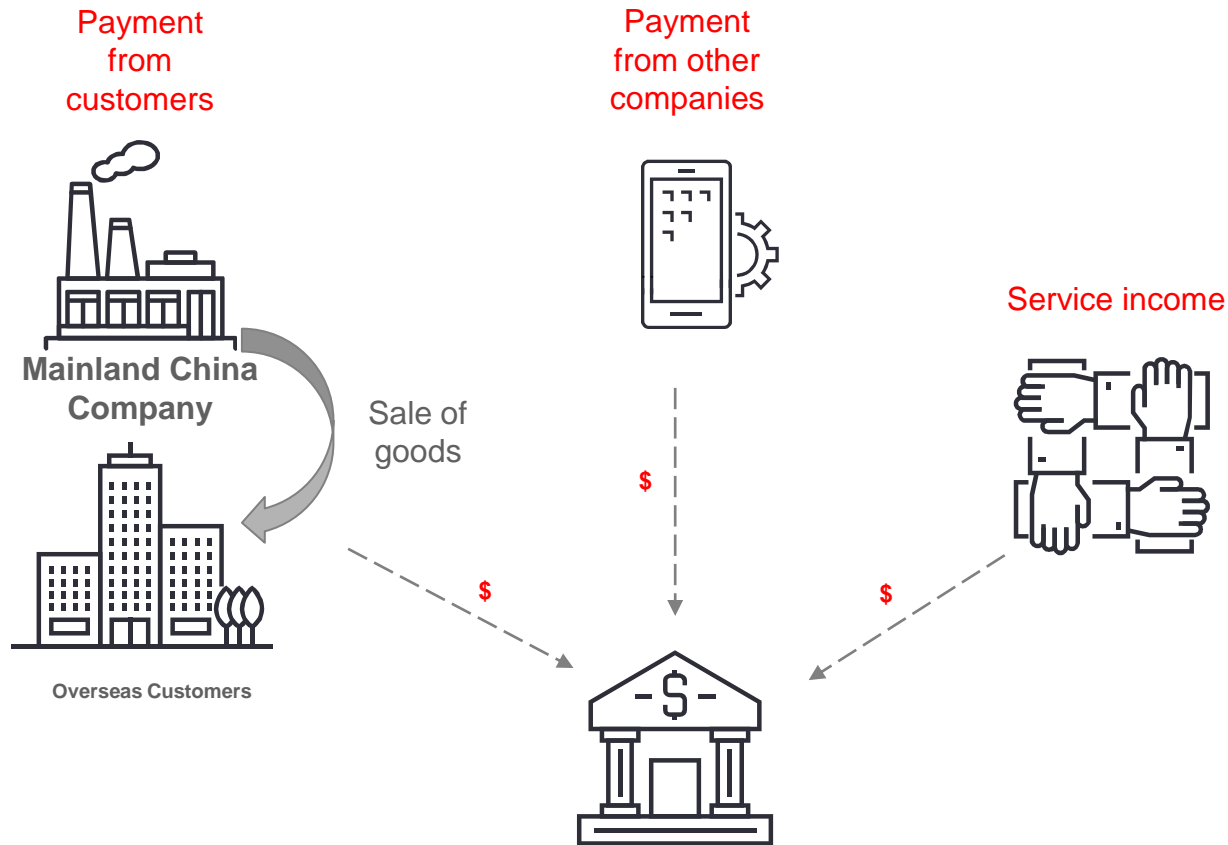 Payment
from
customers
Payment
from other
companies
Service income
Mainland China
Company
Sale of
goods
$
$
$
Overseas Customers
- $ -